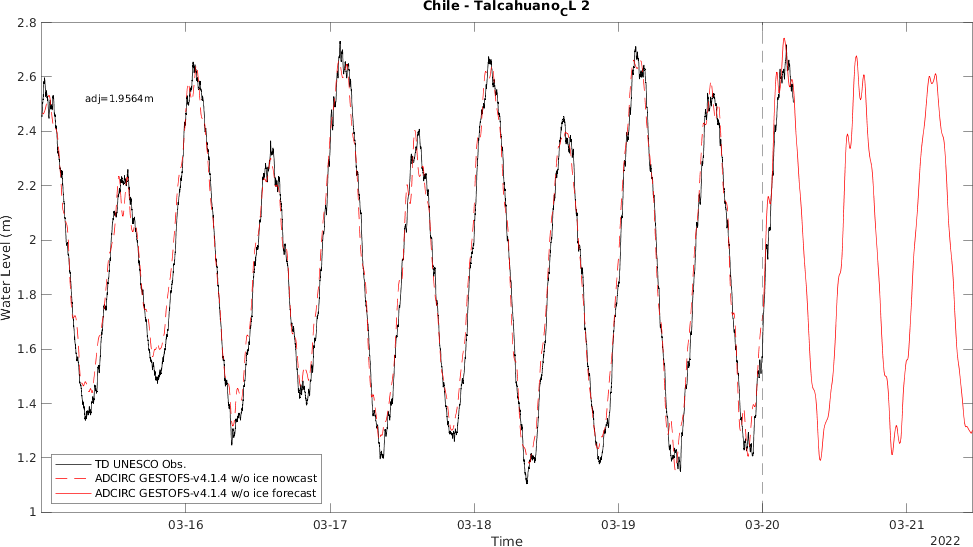 Chile - Talcahuano_CL 2
2.8
2.6
adj=1.9564m
2.4
2.2
2
1.8
1.6
1.4
1.2
1
Water Level (m)
TD UNESCO Obs.
ADCIRC GESTOFS-v4.1.4 w/o ice nowcast
ADCIRC GESTOFS-v4.1.4 w/o ice forecast
03-16 03-17 03-18 03-19 03-20 03-21
Time
2022